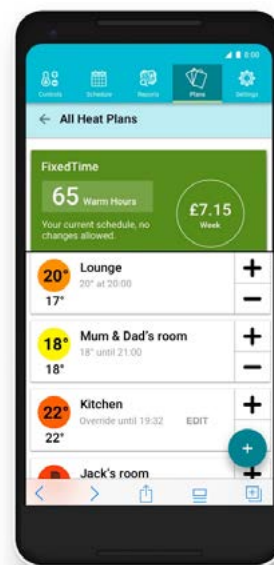 8:00
Controls
Schedule
Reports
Plans
Settings
← All Heat Plans
FixedTime
65 Warm Hours
Your current schedule, no
changes allowed.
£7.15
Week
20°
Lounge
20° at 20:00
17°
+
−
18°
Mum & Dad's room
18° until 21:00
18°
+
−
22°
Kitchen
Override until 19:32
EDIT
22°
+
+
Jack's room
+